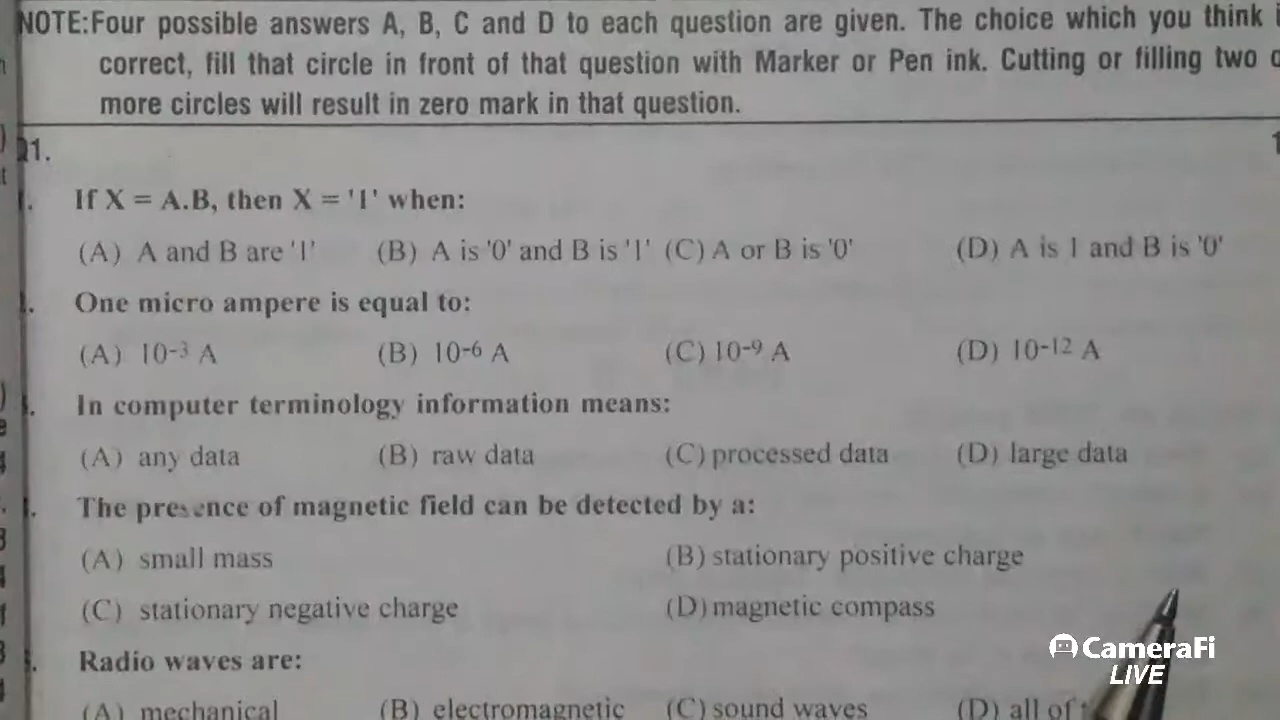 NOTE:Four possible answers A, B, C and D to each question are given. The choice which you think
correct, fill that circle in front of that question with Marker or Pen ink. Cutting or filling two
more circles will result in zero mark in that question.
21.
If X = A.B, then X = '1' when:
(A) A and B are '1' (B) A is '0' and B is '1' (C) A or B is '0' (D) A is 1 and B is '0'
One micro ampere is equal to:
(A) 10-3 A (B) 10-6 A (C) 10-9 A (D) 10-12 A
In computer terminology information means:
(A) any data (B) raw data (C) processed data (D) large data
The presence of magnetic field can be detected by a:
(A) small mass (B) stationary positive charge
(C) stationary negative charge (D) magnetic compass
CameraFi
LIVE
Radio waves are:
(A) mechanical (B) electromagnetic (C) sound waves (D) all of